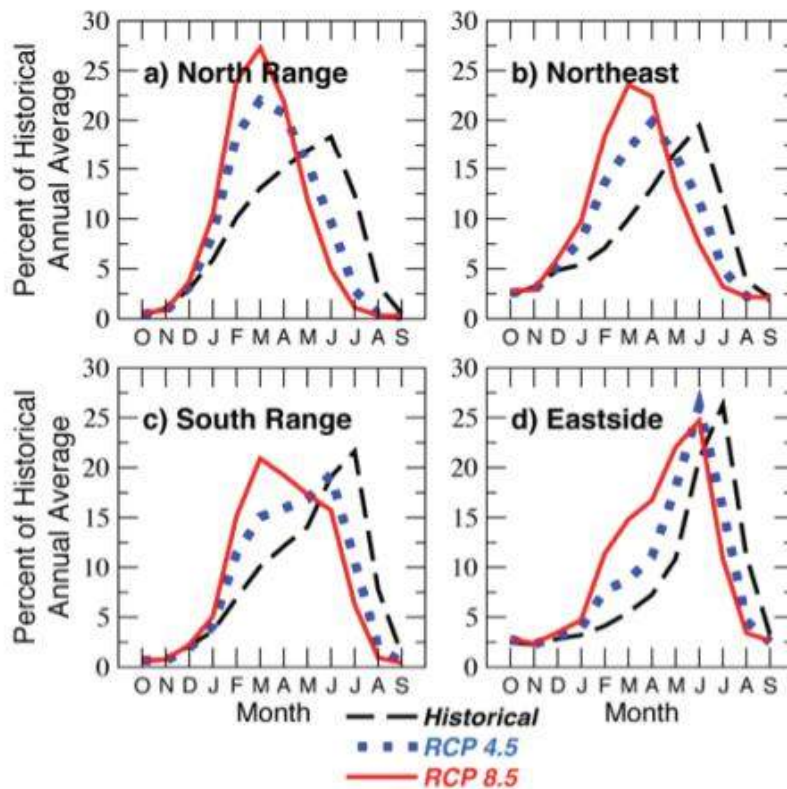 Percent of Historical
Annual Average
30
25
20
15
10
5
0
a) North Range
O N D J F M A M J J A S
30
25
20
15
10
5
0
b) Northeast
O N D J F M A M J J A S
Percent of Historical
Annual Average
30
25
20
15
10
5
0
c) South Range
O N D J F M A M J J A S
Month
30
25
20
15
10
5
0
d) Eastside
O N D J F M A M J J A S
Month
Historical
RCP 4.5
RCP 8.5